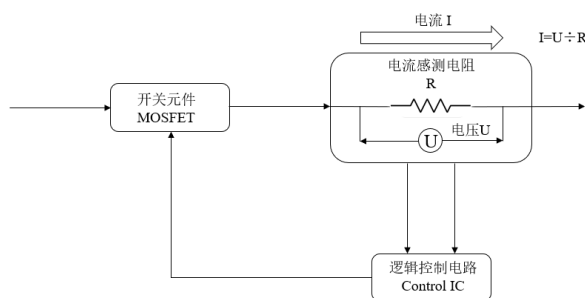 电流 I
I=U÷R
电流感测电阻
R
开关元件
MOSFET
U
电压U
逻辑控制电路
Control IC